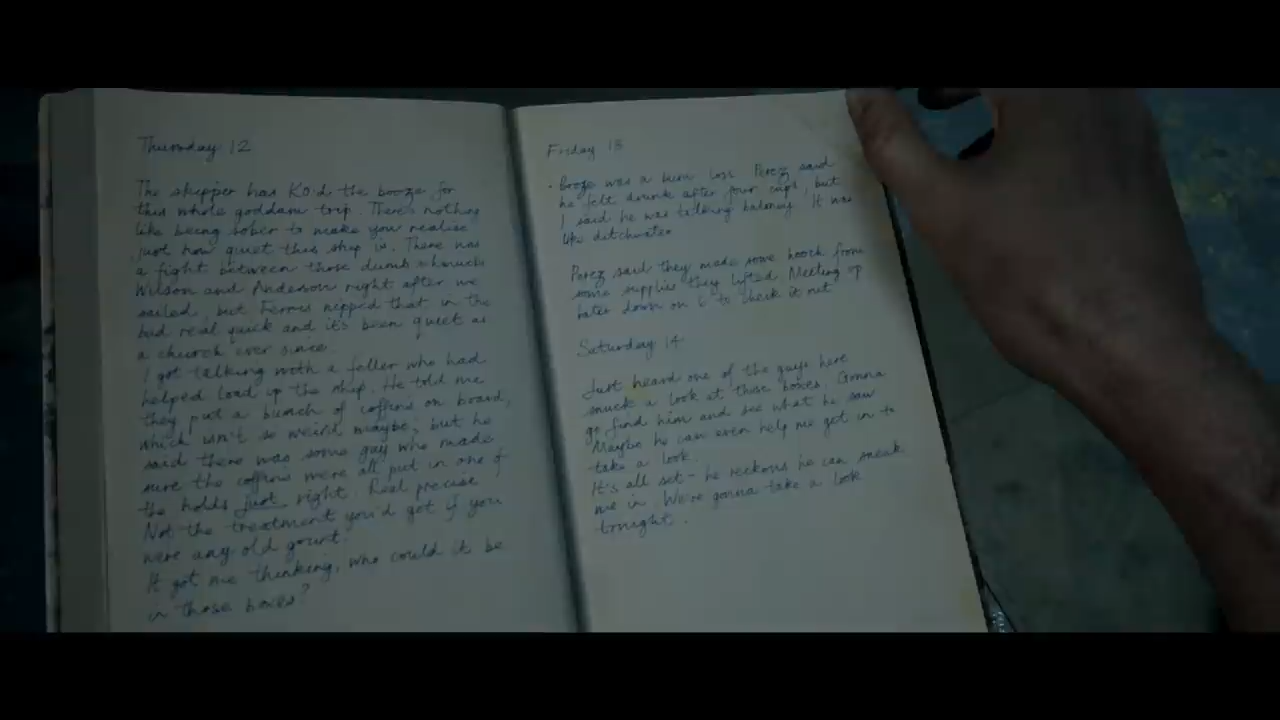 Thursday 12
The skipper has KO'd the booze for
this whole goddam trip. There's nothing
like being sober to make you realise
just how quiet this ship is. There was
a fight between those dumb schmucks
Wilson and Anderson right after we
sailed, but Ferres nipped that in the
bud real quick and it's been quiet as
a church ever since.
I got talking with a feller who had
helped load up the ship. He told me
they put a bunch of coffins on board,
which isn't so weird maybe, but he
said there was some guy who made
sure the coffins were all put in one of
the holds just right. Real precise.
Not the treatment you'd get if you
were any old grunt.
It got me thinking, who could it be
in those boxes?
Friday 13
Booze was a bum loss. Perez said
he felt drunk after four cups, but
I said he was talking baloney. It was
like ditchwater
Perez said they made some hooch from
some supplies they lifted. Meeting up
later down on to check it out
Saturday 14
Just heard one of the guys here
snuck a look at those boxes. Gonna
go find him and see what he saw
Maybe he can even help me get in to
take a look.
It's all set - he reckons he can sneak
me in. We're gonna take a look
tonight.